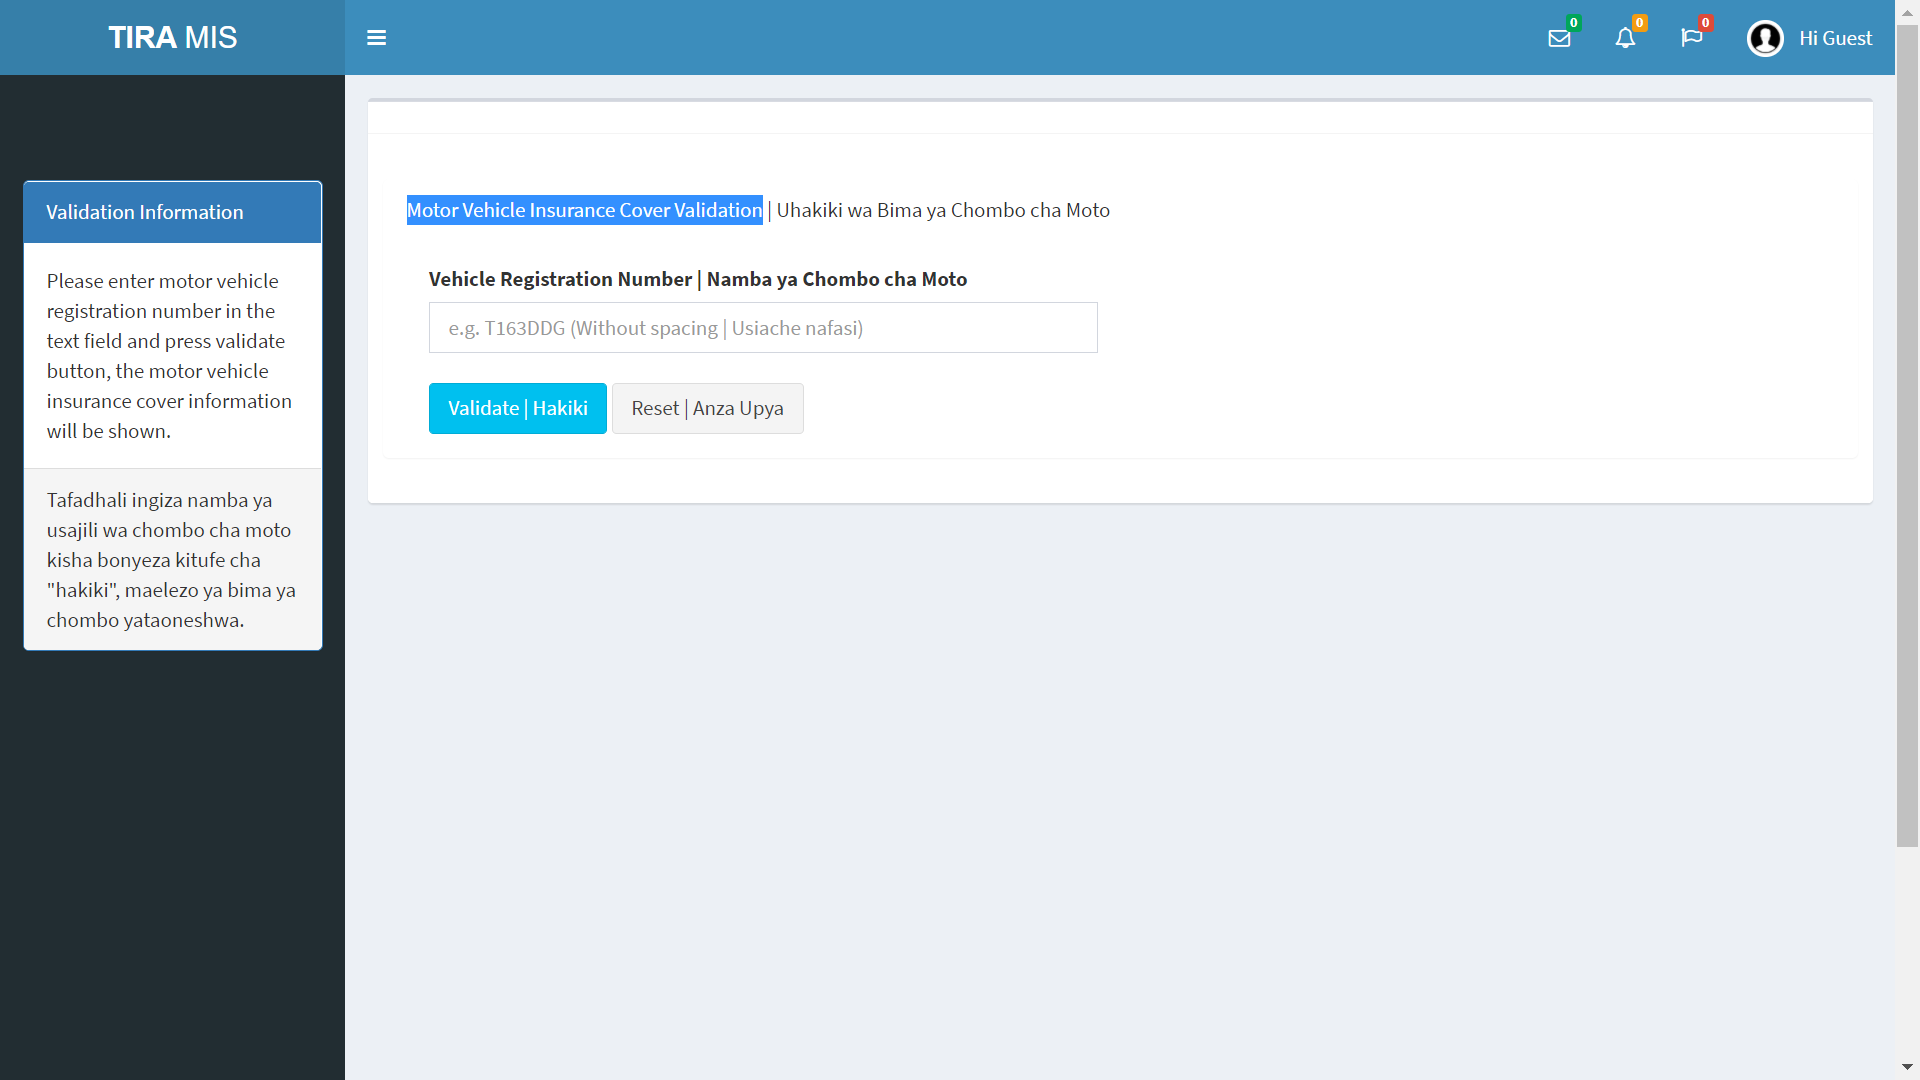 TIRA MIS
0
0
0
Hi Guest
Validation Information
Please enter motor vehicle
registration number in the
text field and press validate
button, the motor vehicle
insurance cover information
will be shown.
Tafadhali ingiza namba ya
usajili wa chombo cha moto
kisha bonyeza kitufe cha
"hakiki", maelezo ya bima ya
chombo yataoneshwa.
Motor Vehicle Insurance Cover Validation | Uhakiki wa Bima ya Chombo cha Moto
Vehicle Registration Number | Namba ya Chombo cha Moto
e.g. T163DDG (Without spacing | Usiache nafasi)
Validate | Hakiki
Reset | Anza Upya